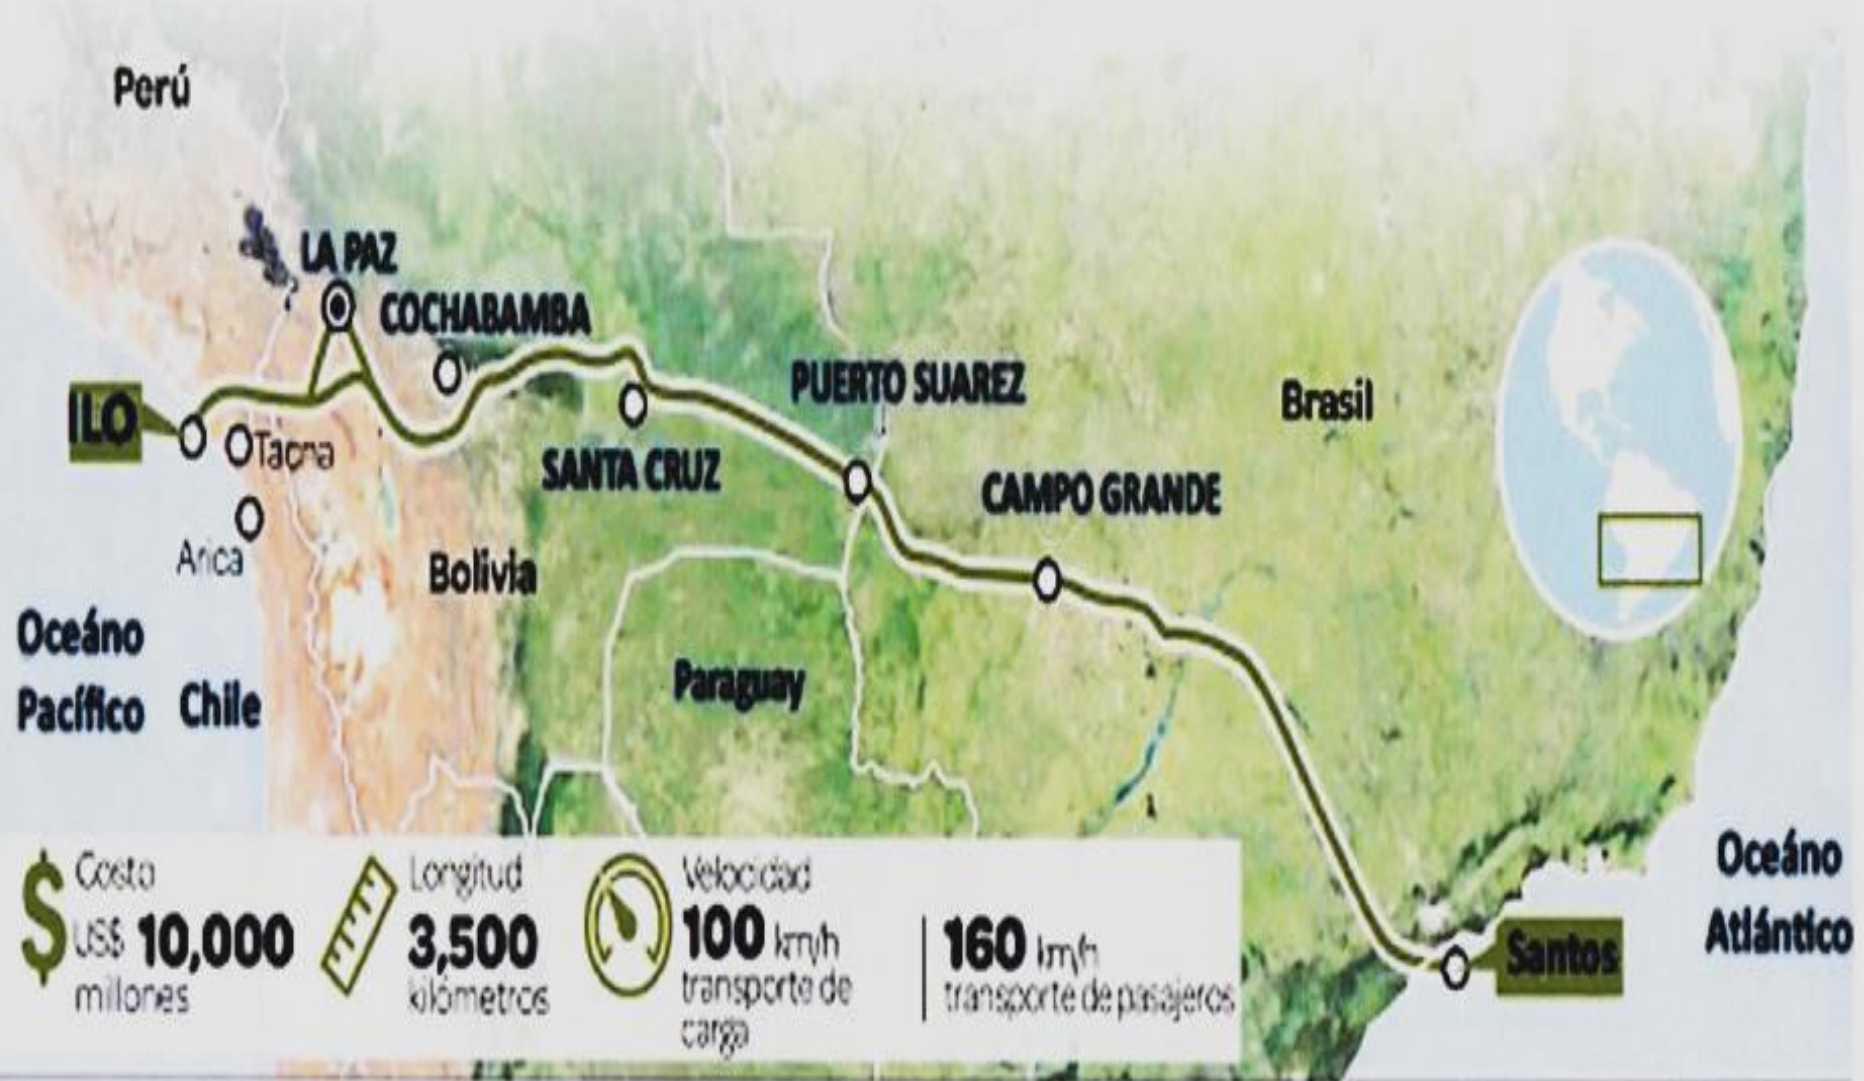 Perú
LA PAZ
COCHABAMBA
PUERTO SUAREZ
Brasil
ILO
Tacna
SANTA CRUZ
CAMPO GRANDE
Arica
Bolivia
Oceáno
Pacífico
Chile
Paraguay
Oceáno
Atlántico
Santos
Costo
US$ 10,000
millones
Longitud
3,500
kilómetros
Velocidad
100 km/h
transporte de
carga
160 km/h
transporte de pasajeros